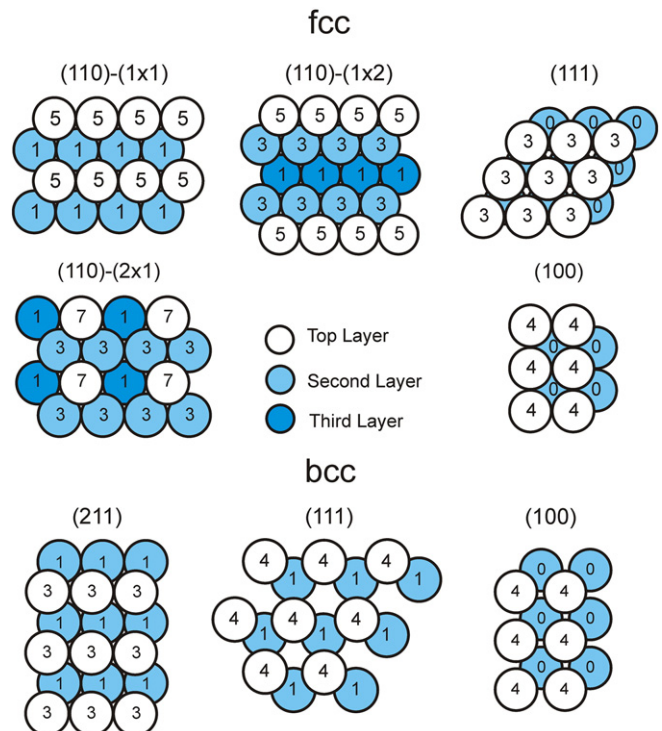 fcc
(110)-(1x1)
5 5 5 5
1 1 1 1
5 5 5 5
1 1 1 1
(110)-(1x2)
5 5 5 5
3 3 3 3
1 1 1 1
3 3 3 3
5 5 5 5
(111)
0 0 0
3 3 3
0
3 3 3
0
3 3 3
(110)-(2x1)
1 7 1 7
3 3 3 3
1 7 1 7
3 3 3 3
Top Layer
Second Layer
Third Layer
(100)
4 4
0 0
4 4
0 0
4 4
bcc
(211)
1 1 1
3 3 3
1 1 1
3 3 3
1 1 1
3 3 3
(111)
4 4 4
1 1 1
4 4 4
1 1 1
4 4
1 1
(100)
0 0
4 4
0 0
4 4
0 0
4 4